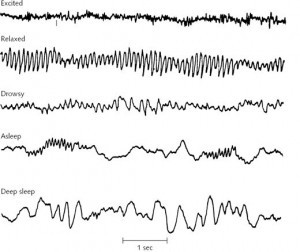 Excited
Relaxed
Drowsy
Asleep
Deep sleep
1 sec